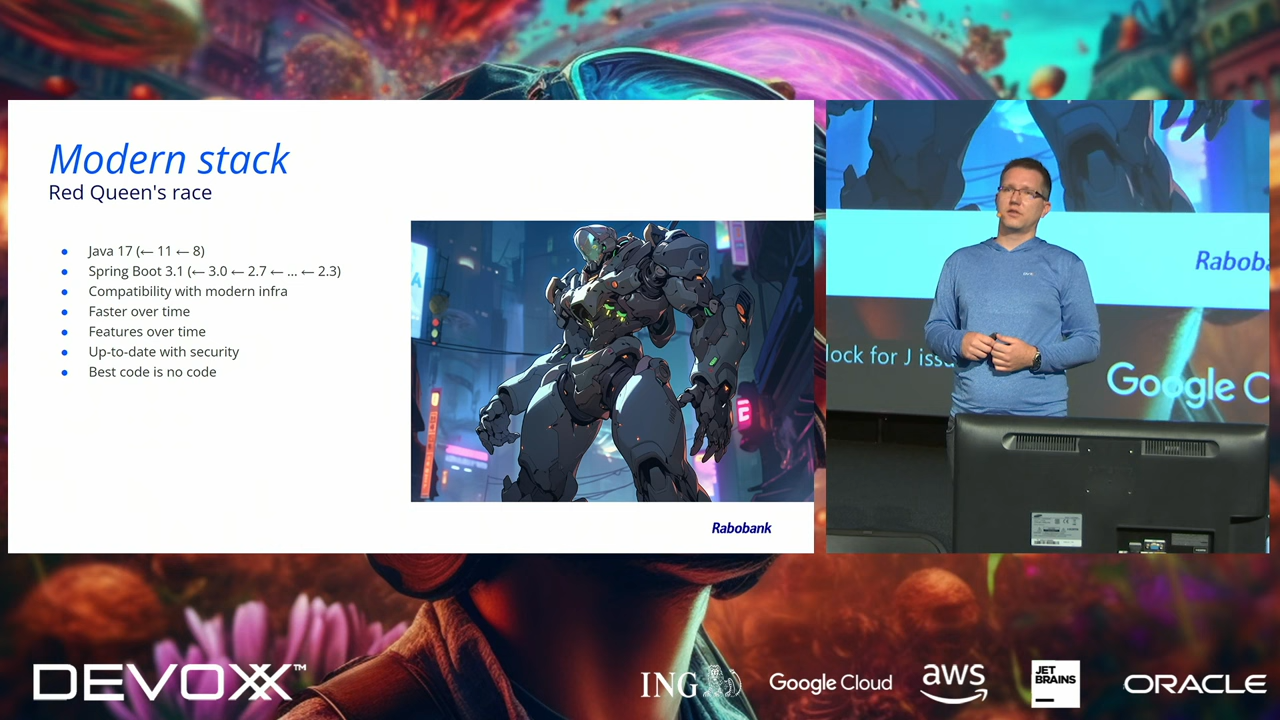 Modern stack
Red Queen's race
● Java 17 (← 11 ← 8)
● Spring Boot 3.1 (← 3.0 ← 2.7 ← ... ← 2.3)
● Compatibility with modern infra
● Faster over time
● Features over time
● Up-to-date with security
● Best code is no code
Rabobank
Raboba
lock for J issu
Google C
DEVOXX™
ING
Google Cloud
aws
JET
BRAINS
ORACLE